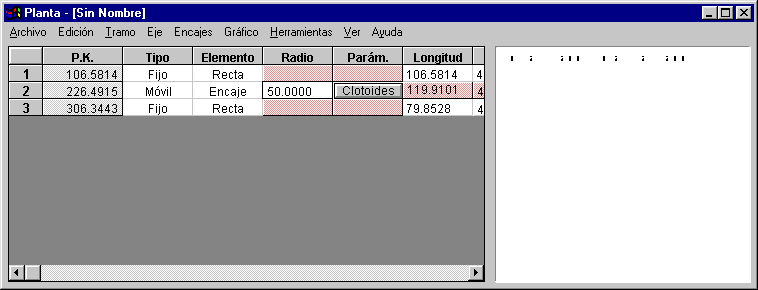 Planta - [Sin Nombre]
Archivo Edición Tramo Eje Encajes Gráfico Herramientas Ver Ayuda
P.K. Tipo Elemento Radio Parám. Longitud
1 106.5814 Fijo Recta 106.5814 4
2 226.4915 Móvil Encaje 50.0000 Clotoides 119.9101 4
3 306.3443 Fijo Recta 79.8528 4